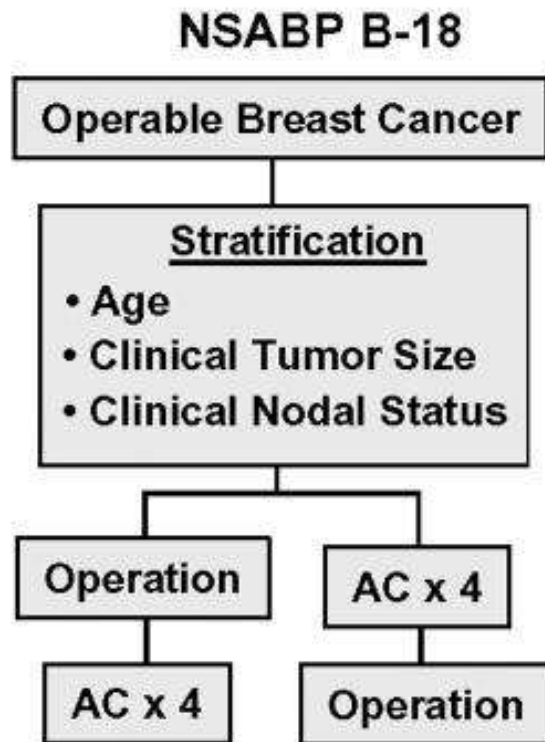 NSABP B-18
Operable Breast Cancer
Stratification
• Age
• Clinical Tumor Size
• Clinical Nodal Status
Operation
AC x 4
AC x 4
Operation